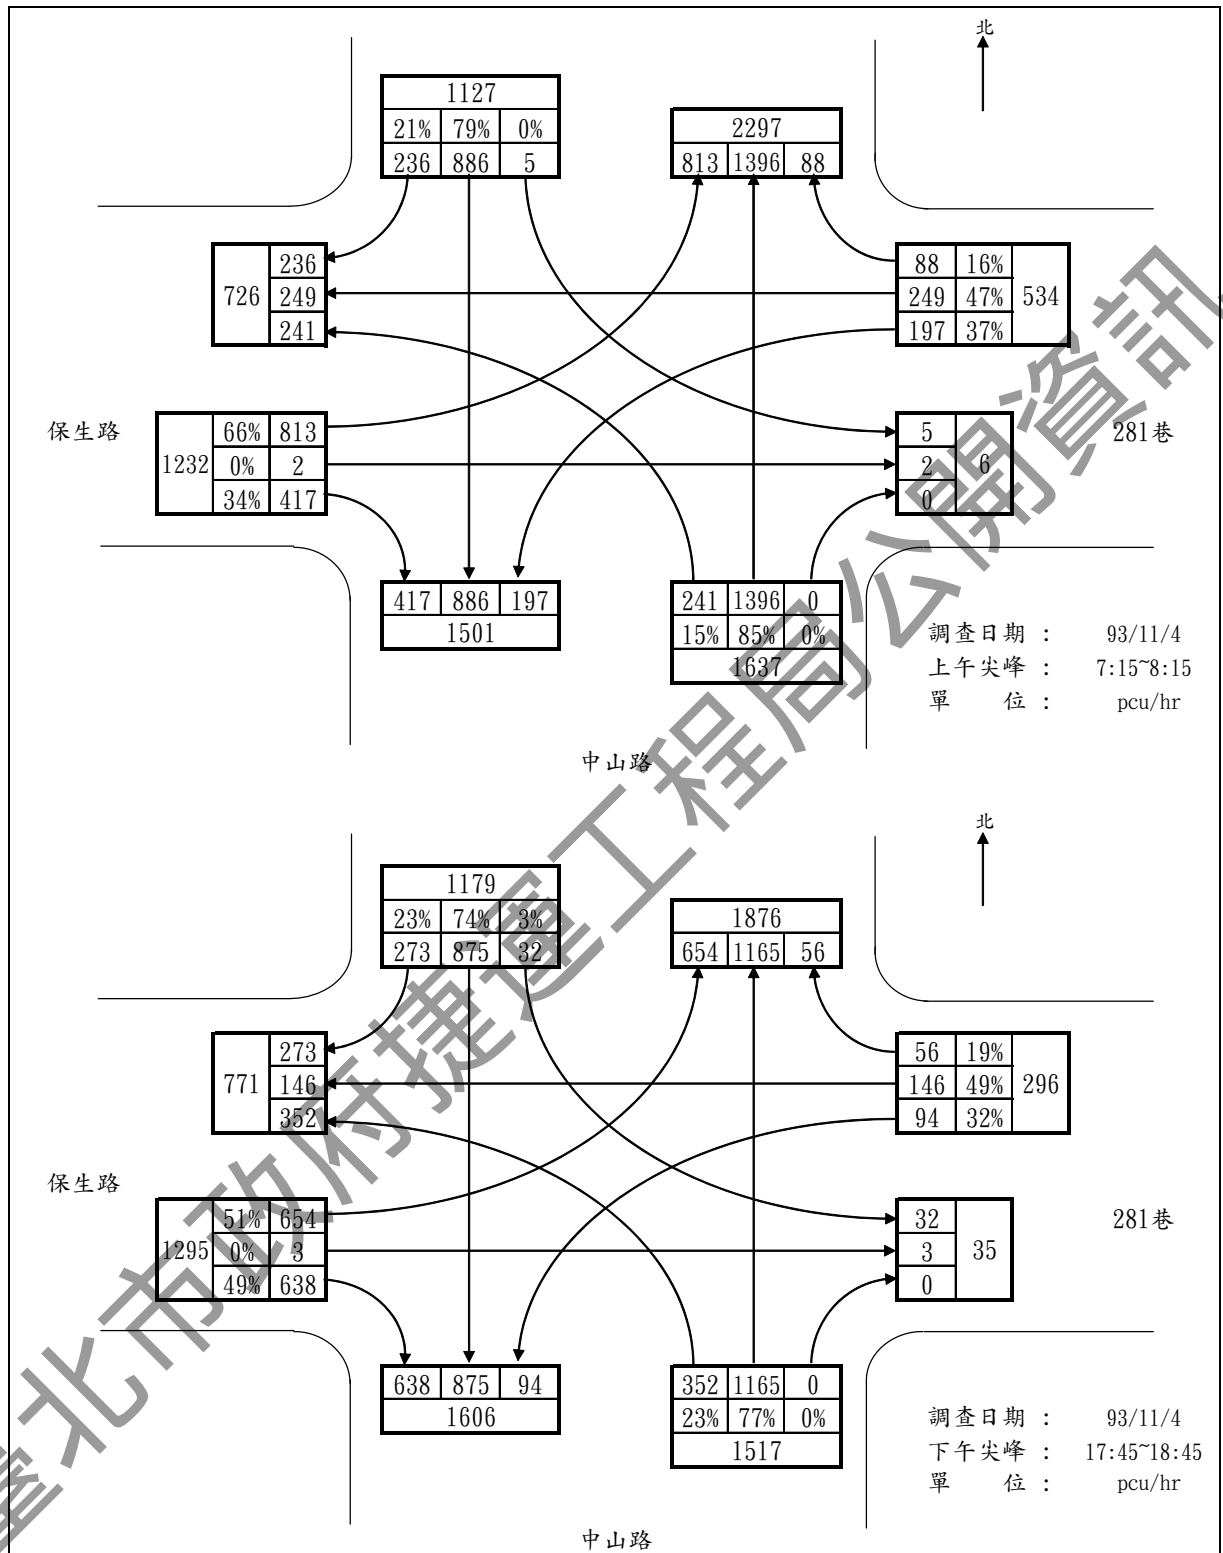 北
1127
21% 79% 0%
236 886 5
2297
813 1396 88
236
726 249
241
88 16%
249 47% 534
197 37%
保生路
66% 813
1232 0% 2
34% 417
5
2 6
0
281巷
417 886 197
1501
241 1396 0
15% 85% 0%
1637
調查日期 : 93/11/4
上午尖峰 : 7:15~8:15
單 位 : pcu/hr
中山路
北
1179
23% 74% 3%
273 875 32
1876
654 1165 56
273
771 146
352
56 19%
146 49% 296
94 32%
保生路
51% 654
1295 0% 3
49% 638
32
3 35
0
281巷
638 875 94
1606
352 1165 0
23% 77% 0%
1517
調查日期 : 93/11/4
下午尖峰 : 17:45~18:45
單 位 : pcu/hr
中山路
臺北市政府捷運工程局公開資訊